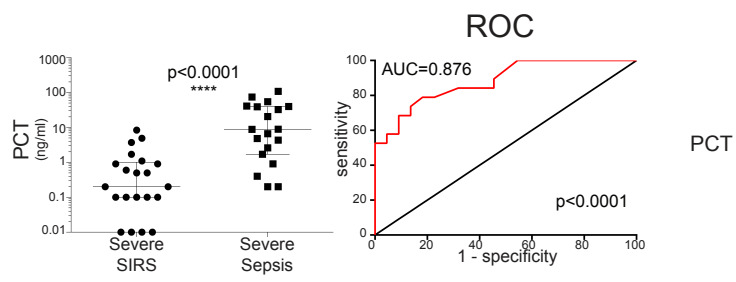 ROC
PCT
(ng/ml)
1000
100
10
1
0.1
0.01
p<0.0001
****
Severe
SIRS
Severe
Sepsis
sensitivity
100
80
60
40
20
0
AUC=0.876
p<0.0001
0
20
40
60
80
100
1 - specificity
PCT